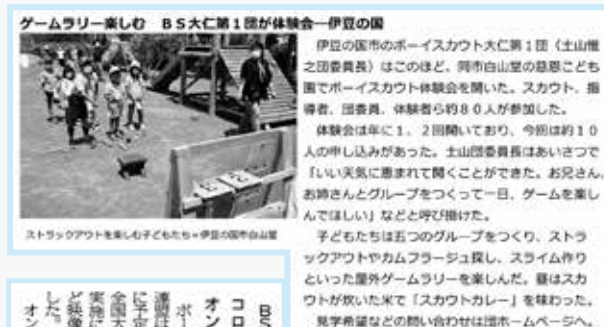 ゲームラリー楽しむ　ＢＳ大仁第１団が体験会―伊豆の国
伊豆の国市のボーイスカウト大仁第１団（土山惟
之団委員長）はこのほど、同市白山堂の慈恩こども
園でボーイスカウト体験会を開いた。スカウト、指
導者、団委員、体験者ら約８０人が参加した。
体験会は年に１、２回開いており、今回は約１０
人の申し込みがあった。土山団委員長はあいさつで
「いい天気に恵まれて開くことができた。お兄さん、
お姉さんとグループをつくって一日、ゲームを楽し
んでほしい」などと呼び掛けた。
子どもたちは五つのグループをつくり、ストラ
ックアウトやカムフラージュ探し、スライム作り
といった屋外ゲームラリーを楽しんだ。昼はスカ
ウトが炊いた米で「スカウトカレー」を味わった。
見学希望などの問い合わせは団ホームページへ。
ストラックアウトを楽しむ子どもたち＝伊豆の国市白山堂
ＢＳ
コロ
オン
ボー
連盟は
に予定
全国大
実施に
ど映像
した。
オン